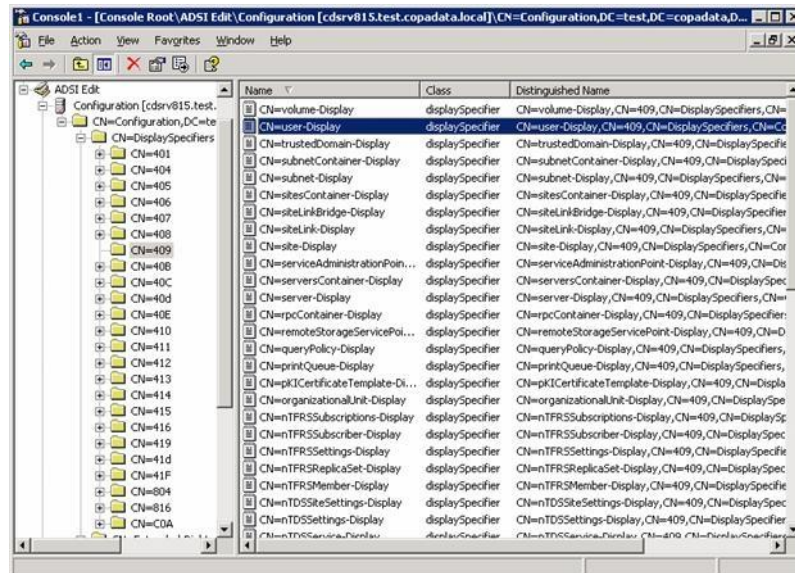 Console1 - [Console Root\ADSI Edit\Configuration [cdsrv815.test.copadata.local]\CN=Configuration,DC=test,DC=copadata,D...
File Action View Favorites Window Help
ADSI Edit
Configuration [cdsrv815.test.
CN=Configuration,DC=te
CN=DisplaySpecifiers
CN=401
CN=404
CN=405
CN=406
CN=407
CN=408
CN=409
CN=40B
CN=40C
CN=40d
CN=40E
CN=410
CN=411
CN=412
CN=413
CN=414
CN=415
CN=416
CN=419
CN=41d
CN=41F
CN=804
CN=816
CN=C0A
Name Class Distinguished Name
CN=volume-Display displaySpecifier CN=volume-Display,CN=409,CN=DisplaySpecifiers,CN=
CN=user-Display displaySpecifier CN=user-Display,CN=409,CN=DisplaySpecifiers,CN=Co
CN=trustedDomain-Display displaySpecifier CN=trustedDomain-Display,CN=409,CN=DisplaySpecifie
CN=subnetContainer-Display displaySpecifier CN=subnetContainer-Display,CN=409,CN=DisplaySpeci
CN=subnet-Display displaySpecifier CN=subnet-Display,CN=409,CN=DisplaySpecifiers,CN=
CN=sitesContainer-Display displaySpecifier CN=sitesContainer-Display,CN=409,CN=DisplaySpecifie
CN=siteLinkBridge-Display displaySpecifier CN=siteLinkBridge-Display,CN=409,CN=DisplaySpecifier
CN=siteLink-Display displaySpecifier CN=siteLink-Display,CN=409,CN=DisplaySpecifiers,CN=
CN=site-Display displaySpecifier CN=site-Display,CN=409,CN=DisplaySpecifiers,CN=Cor
CN=serviceAdministrationPoin... displaySpecifier CN=serviceAdministrationPoint-Display,CN=409,CN=Dis
CN=serversContainer-Display displaySpecifier CN=serversContainer-Display,CN=409,CN=DisplaySpec
CN=server-Display displaySpecifier CN=server-Display,CN=409,CN=DisplaySpecifiers,CN=
CN=rpcContainer-Display displaySpecifier CN=rpcContainer-Display,CN=409,CN=DisplaySpecifiers
CN=remoteStorageServicePoi... displaySpecifier CN=remoteStorageServicePoint-Display,CN=409,CN=D
CN=queryPolicy-Display displaySpecifier CN=queryPolicy-Display,CN=409,CN=DisplaySpecifiers,
CN=printQueue-Display displaySpecifier CN=printQueue-Display,CN=409,CN=DisplaySpecifiers,
CN=pKICertificateTemplate-Di... displaySpecifier CN=pKICertificateTemplate-Display,CN=409,CN=Displa
CN=organizationalUnit-Display displaySpecifier CN=organizationalUnit-Display,CN=409,CN=DisplaySpec
CN=nTFRSSubscriptions-Display displaySpecifier CN=nTFRSSubscriptions-Display,CN=409,CN=DisplaySp
CN=nTFRSSubscriber-Display displaySpecifier CN=nTFRSSubscriber-Display,CN=409,CN=DisplaySpec
CN=nTFRSSettings-Display displaySpecifier CN=nTFRSSettings-Display,CN=409,CN=DisplaySpecifie
CN=nTFRSReplicaSet-Display displaySpecifier CN=nTFRSReplicaSet-Display,CN=409,CN=DisplaySpeci
CN=nTFRSMember-Display displaySpecifier CN=nTFRSMember-Display,CN=409,CN=DisplaySpecifie
CN=nTDSSiteSettings-Display displaySpecifier CN=nTDSSiteSettings-Display,CN=409,CN=DisplaySpec
CN=nTDSSettings-Display displaySpecifier CN=nTDSSettings-Display,CN=409,CN=DisplaySpecifier
CN=nTDSService-Display displaySpecifier CN=nTDSService-Display,CN=409,CN=DisplaySpecifiers